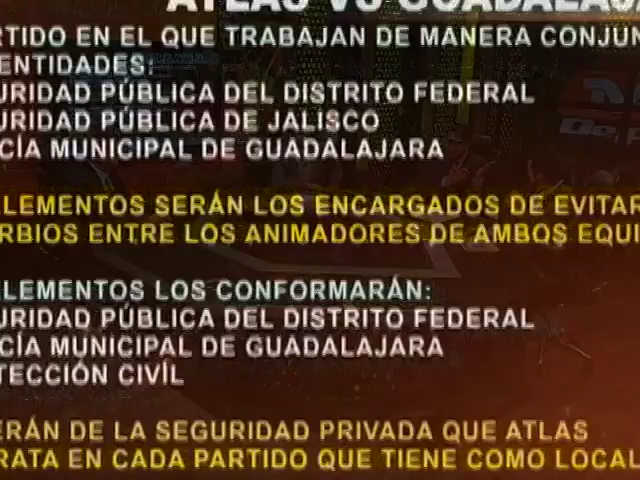 ATLAS VS GUADALAJ
RTIDO EN EL QUE TRABAJAN DE MANERA CONJUN
ENTIDADES:
URIDAD PÚBLICA DEL DISTRITO FEDERAL
URIDAD PÚBLICA DE JALISCO
CÍA MUNICIPAL DE GUADALAJARA
LEMENTOS SERÁN LOS ENCARGADOS DE EVITAR
RBIOS ENTRE LOS ANIMADORES DE AMBOS EQUI
LEMENTOS LOS CONFORMARÁN:
URIDAD PÚBLICA DEL DISTRITO FEDERAL
CÍA MUNICIPAL DE GUADALAJARA
TECCIÓN CIVÍL
ERÁN DE LA SEGURIDAD PRIVADA QUE ATLAS
RATA EN CADA PARTIDO QUE TIENE COMO LOCAL